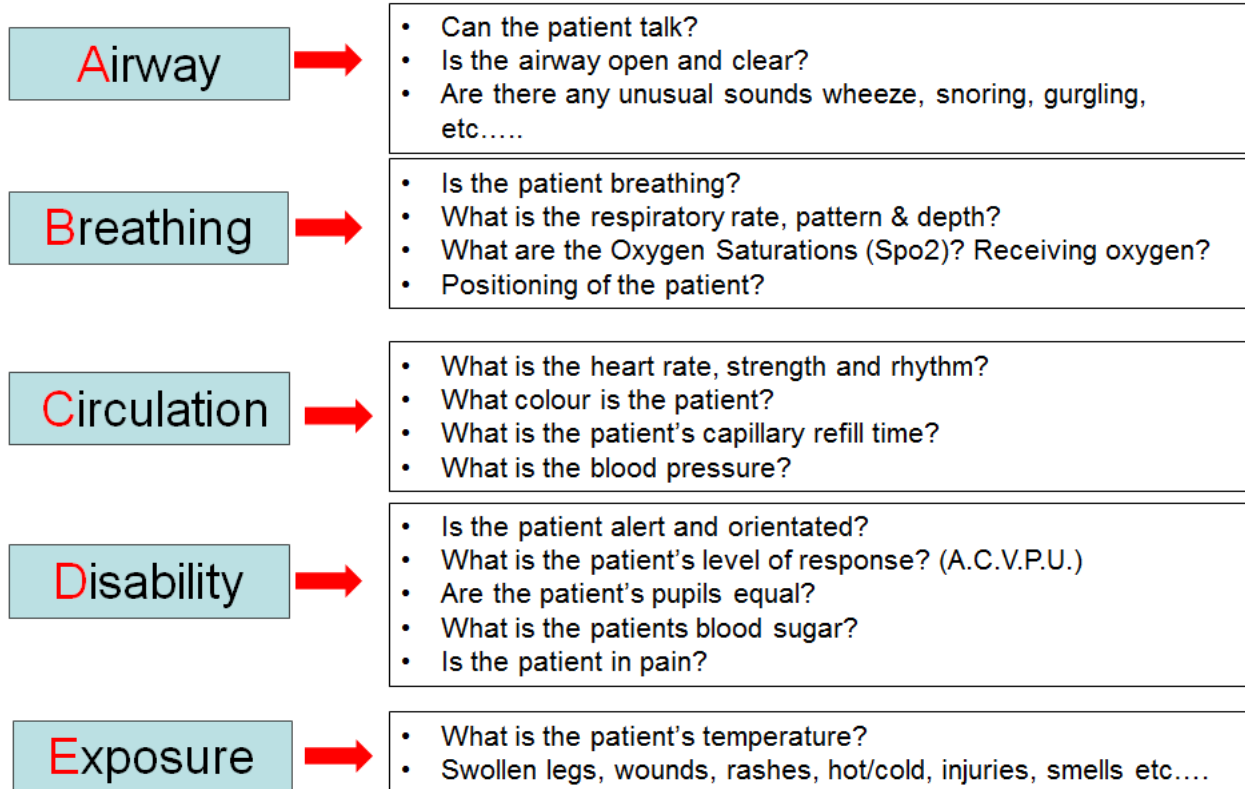 Airway
• Can the patient talk?
• Is the airway open and clear?
• Are there any unusual sounds wheeze, snoring, gurgling,
etc…..
Breathing
• Is the patient breathing?
• What is the respiratory rate, pattern & depth?
• What are the Oxygen Saturations (Spo2)? Receiving oxygen?
• Positioning of the patient?
Circulation
• What is the heart rate, strength and rhythm?
• What colour is the patient?
• What is the patient’s capillary refill time?
• What is the blood pressure?
Disability
• Is the patient alert and orientated?
• What is the patient’s level of response? (A.C.V.P.U.)
• Are the patient’s pupils equal?
• What is the patients blood sugar?
• Is the patient in pain?
Exposure
• What is the patient’s temperature?
• Swollen legs, wounds, rashes, hot/cold, injuries, smells etc….